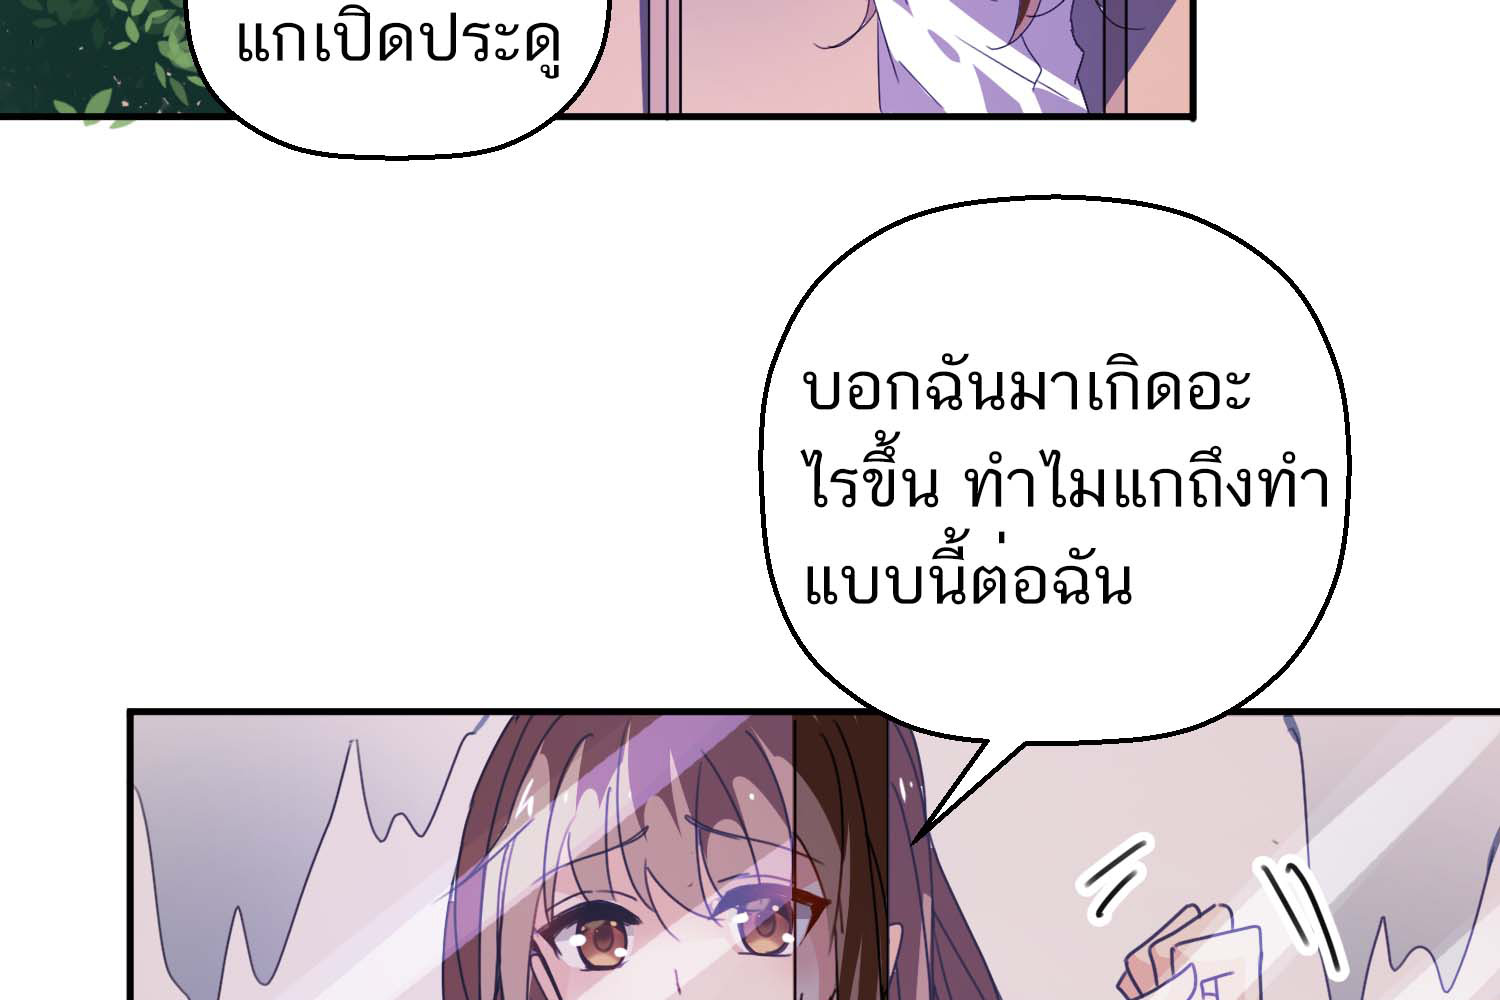 แกเปิดประตู
บอกฉันมาเกิดอะ
ไรขึ้น ทำไมแกถึงทำ
แบบนี้ต่อฉัน